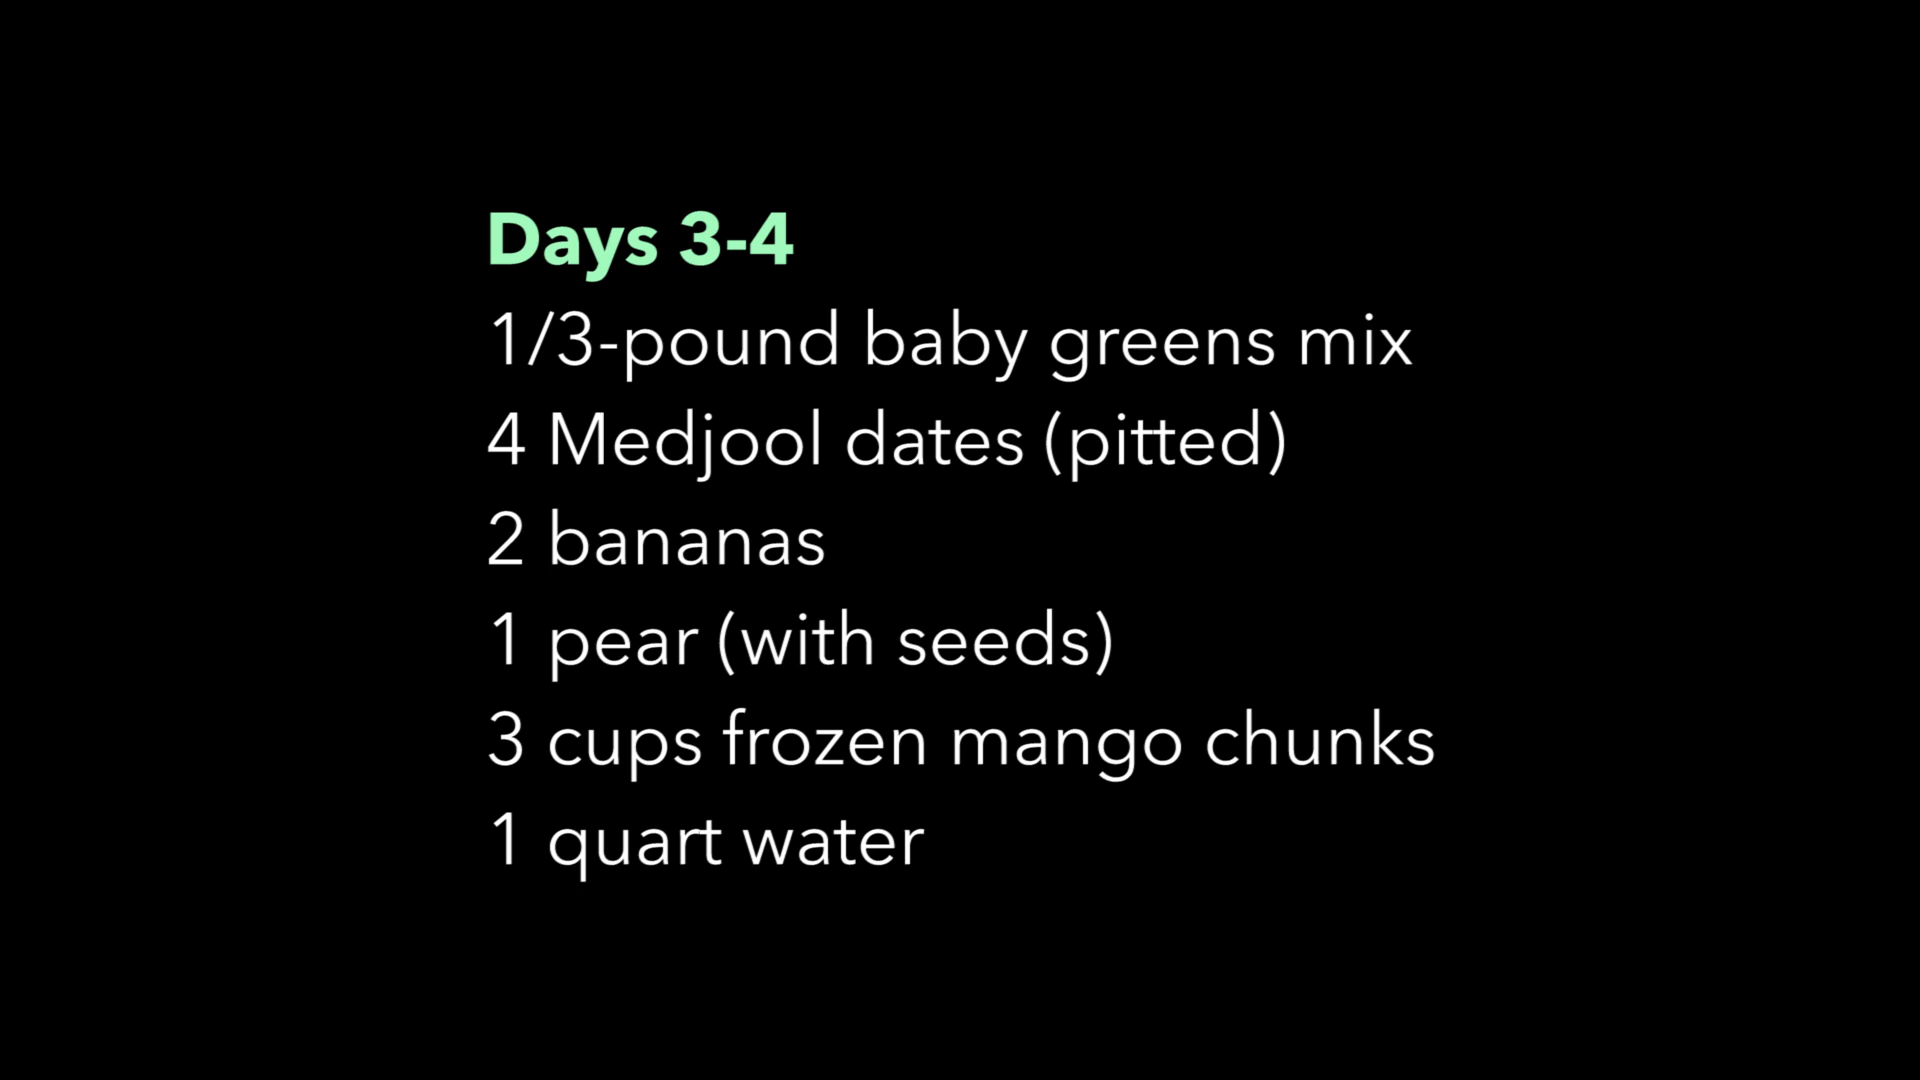 Days 3-4
1/3-pound baby greens mix
4 Medjool dates (pitted)
2 bananas
1 pear (with seeds)
3 cups frozen mango chunks
1 quart water